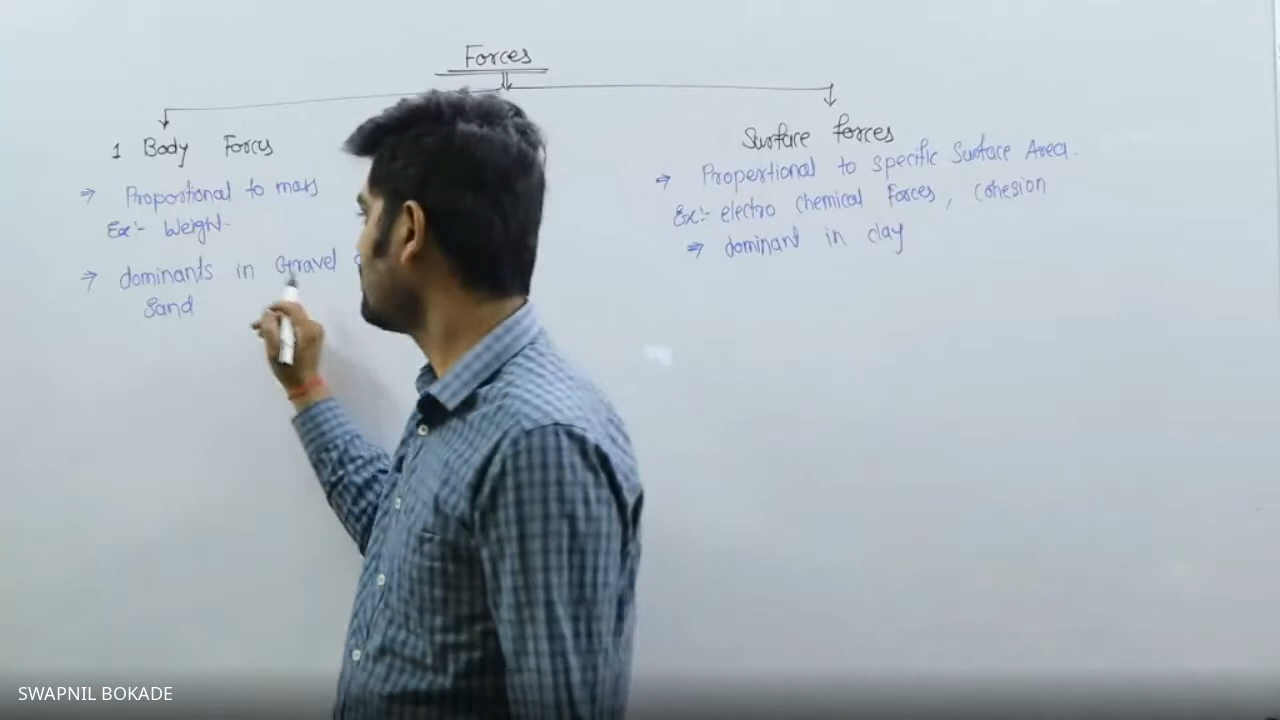 Forces
1 Body Forces
⇒ Proportional to mass
Ex:- Weight.
⇒ dominants in Gravel
Sand
Surface forces
⇒ Propertional to specific Surface Area.
Ex:- electro chemical Forces, Cohesion
⇒ dominant in clay
SWAPNIL BOKADE